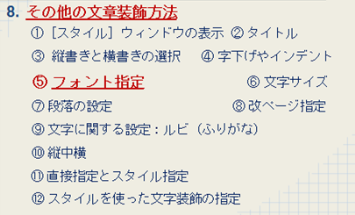 8. その他の文章装飾方法
① [スタイル] ウィンドウの表示 ② タイトル
③ 縦書きと横書きの選択 ④ 字下げやインデント
⑤ フォント指定 ⑥ 文字サイズ
⑦ 段落の設定 ⑧ 改ページ指定
⑨ 文字に関する設定：ルビ（ふりがな）
⑩ 縦中横
⑪ 直接指定とスタイル指定
⑫ スタイルを使った文字装飾の指定